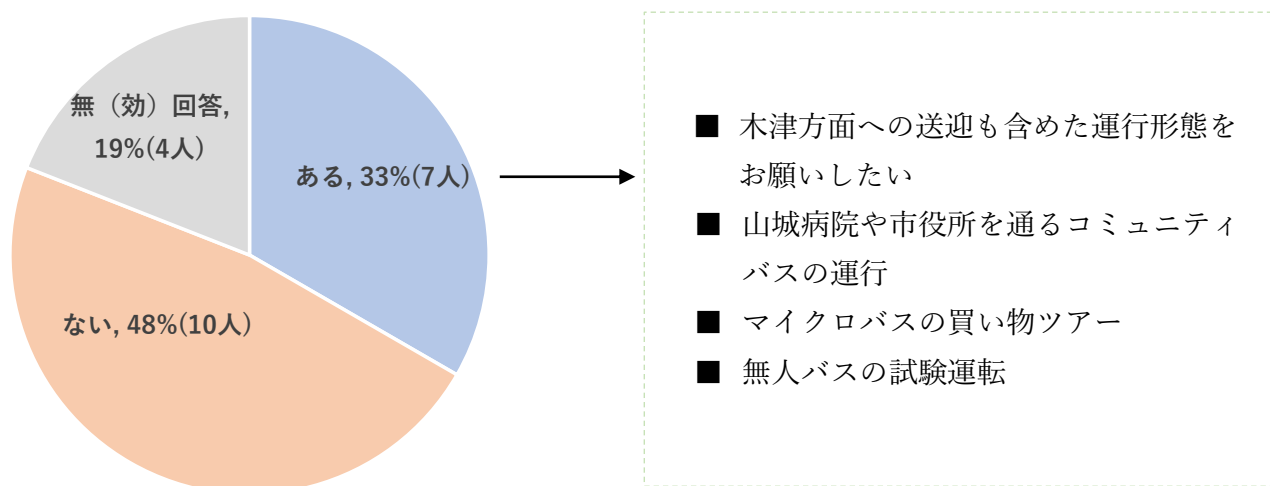 無（効）回答,
19%(4人)
ある, 33%(7人)
ない, 48%(10人)
■ 木津方面への送迎も含めた運行形態を
お願いしたい
■ 山城病院や市役所を通るコミュニティ
バスの運行
■ マイクロバスの買い物ツアー
■ 無人バスの試験運転